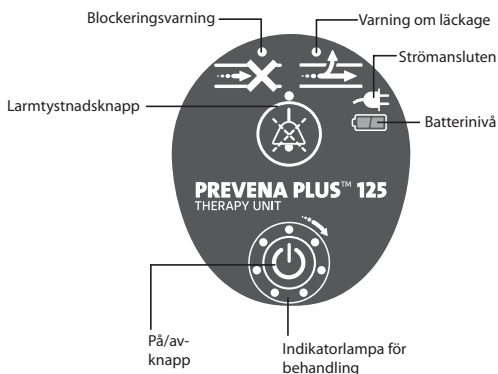 Blockeringsvarning
Varning om läckage
Strömansluten
Larmtystnadsknapp
Batterinivå
PREVENA PLUS™ 125
THERAPY UNIT
På/av-
knapp
Indikatorlampa för
behandling